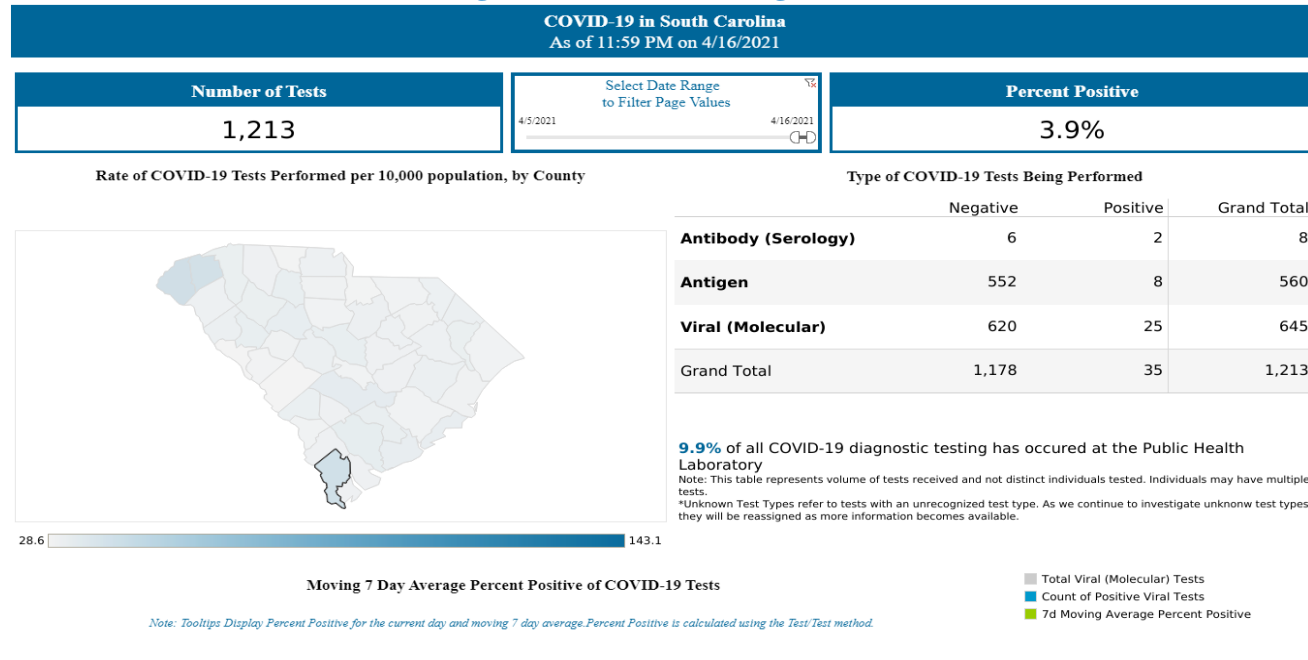 COVID-19 in South Carolina
As of 11:59 PM on 4/16/2021
Number of Tests
1,213
Select Date Range
to Filter Page Values
4/5/2021 4/16/2021
Percent Positive
3.9%
Rate of COVID-19 Tests Performed per 10,000 population, by County
28.6 143.1
Type of COVID-19 Tests Being Performed
Negative Positive Grand Total
Antibody (Serology) 6 2 8
Antigen 552 8 560
Viral (Molecular) 620 25 645
Grand Total 1,178 35 1,213
9.9% of all COVID-19 diagnostic testing has occured at the Public Health
Laboratory
Note: This table represents volume of tests received and not distinct individuals tested. Individuals may have multiple
tests.
*Unknown Test Types refer to tests with an unrecognized test type. As we continue to investigate unknonw test types
they will be reassigned as more information becomes available.
Moving 7 Day Average Percent Positive of COVID-19 Tests
Note: Tooltips Display Percent Positive for the current day and moving 7 day average.Percent Positive is calculated using the Test/Test method.
Total Viral (Molecular) Tests
Count of Positive Viral Tests
7d Moving Average Percent Positive